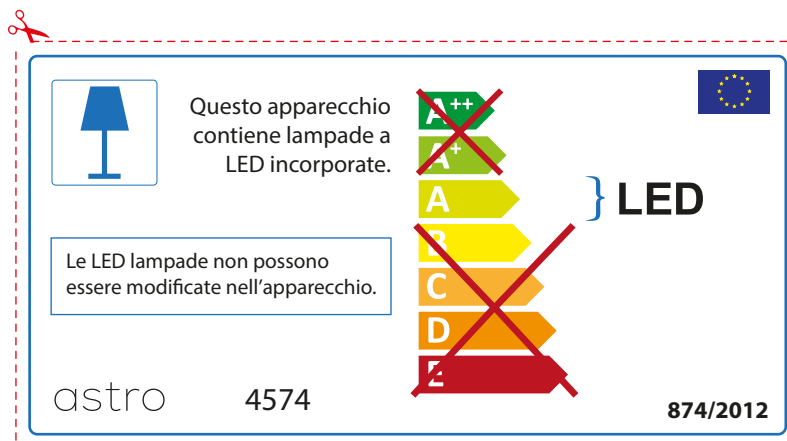 Questo apparecchio
contiene lampade a
LED incorporate.
Le LED lampade non possono
essere modificate nell'apparecchio.
A++
A+
A
B
C
D
E
LED
astro
4574
874/2012